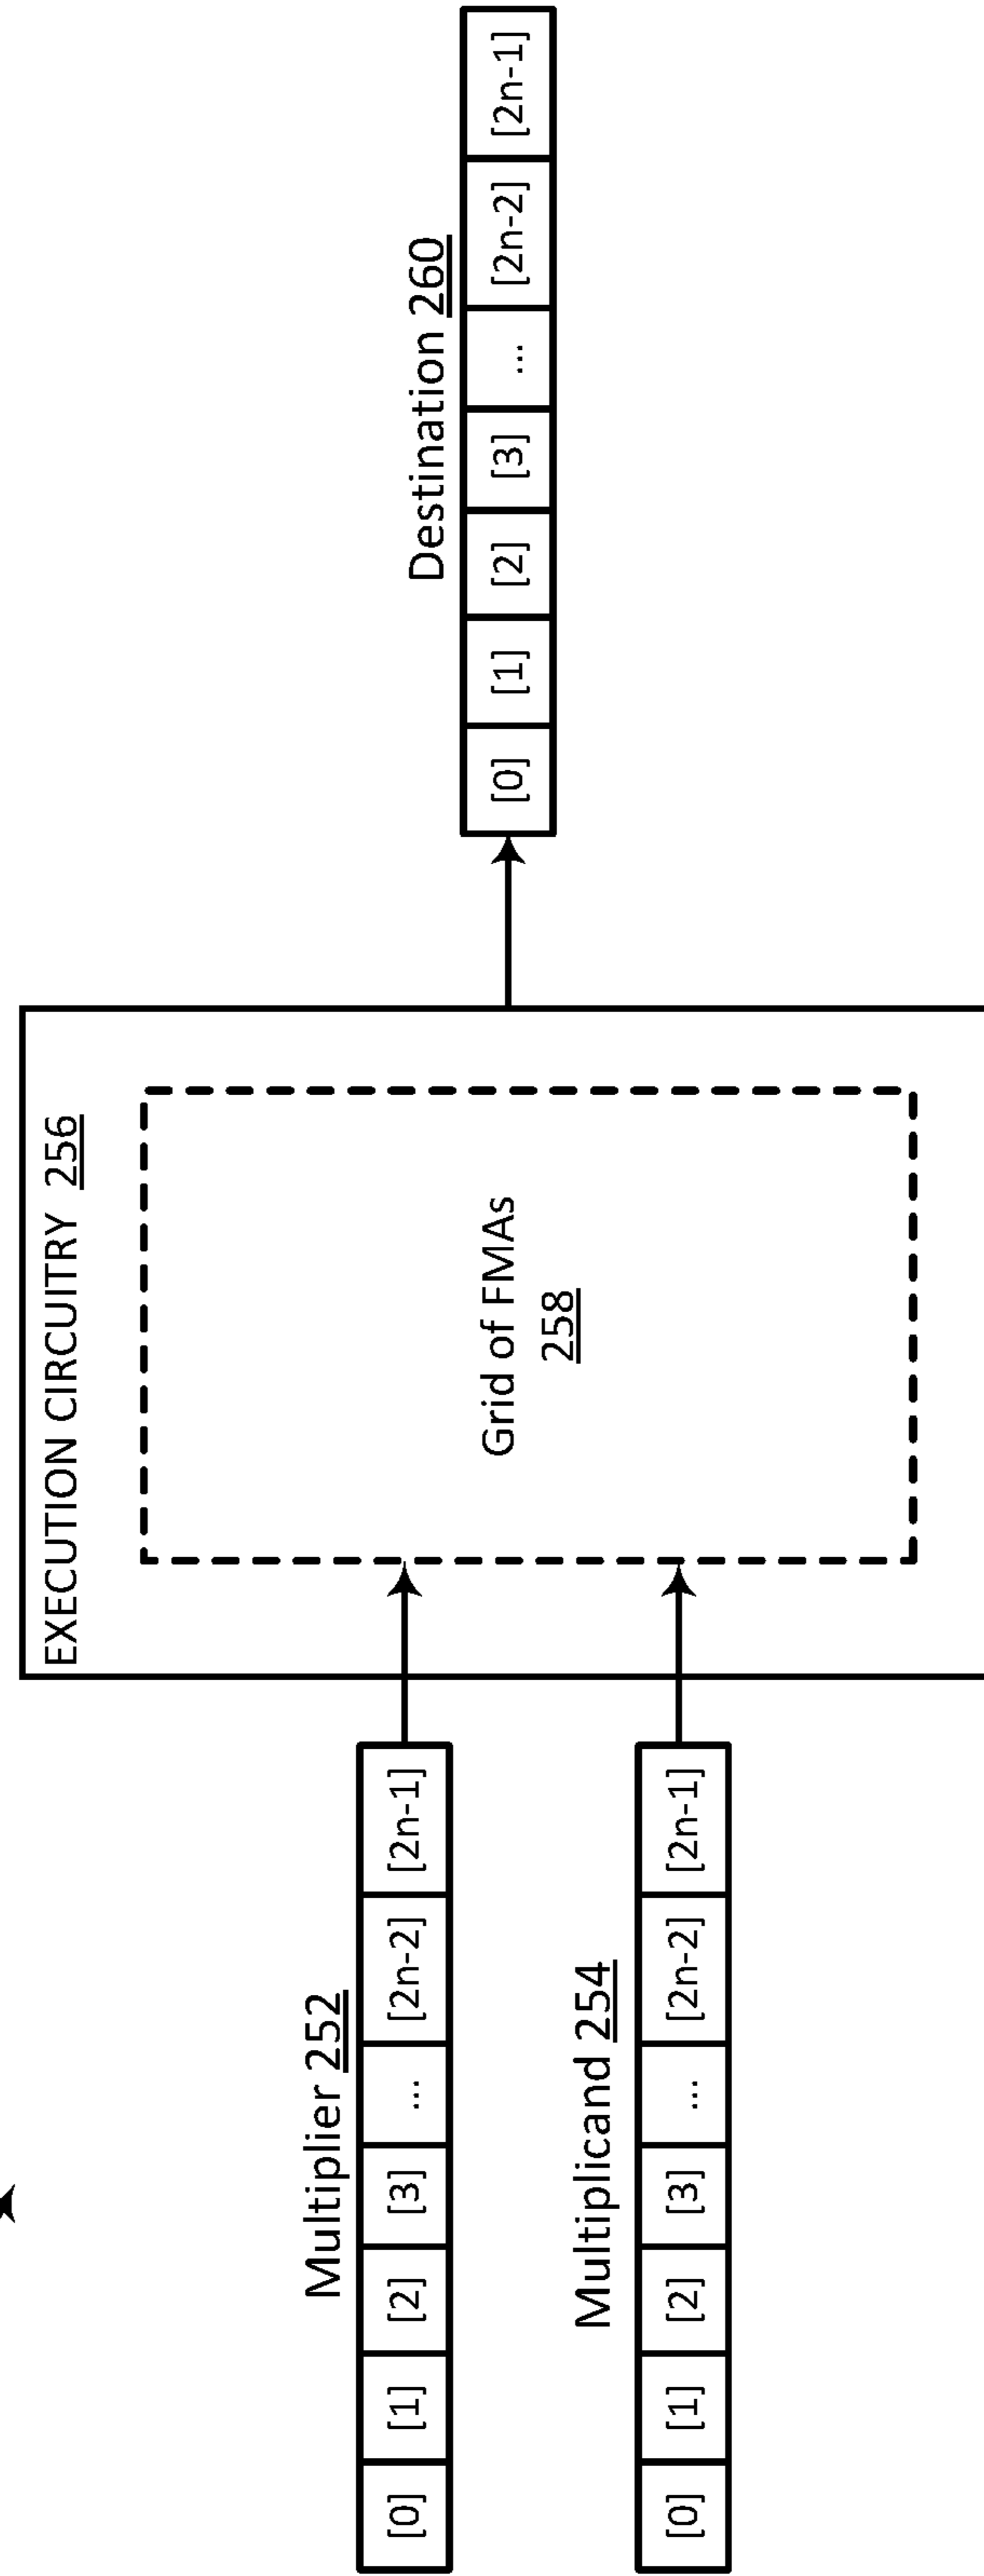 EXECUTION CIRCUITRY 256
Multiplier 252
[0] [1] [2] [3] ... [2n-2] [2n-1]
Multiplicand 254
[0] [1] [2] [3] ... [2n-2] [2n-1]
Grid of FMAs
258
Destination 260
[0] [1] [2] [3] ... [2n-2] [2n-1]